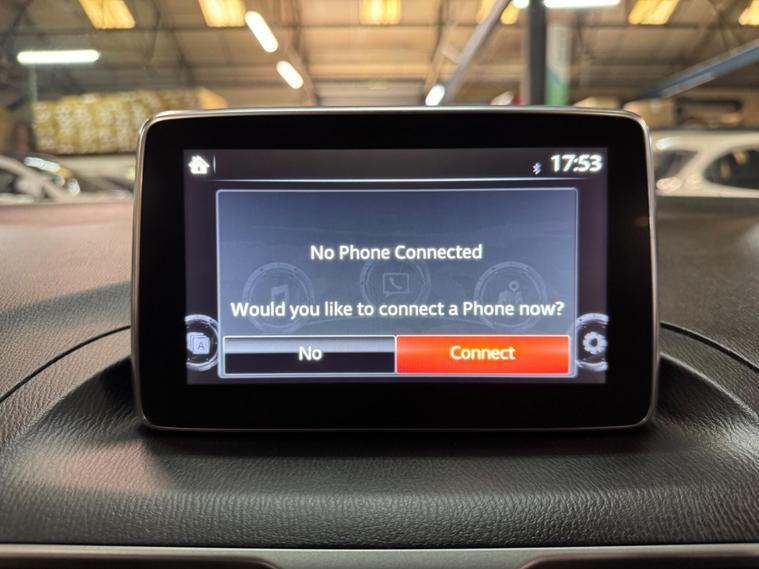 17:53
No Phone Connected
Would you like to connect a Phone now?
A
No
Connect